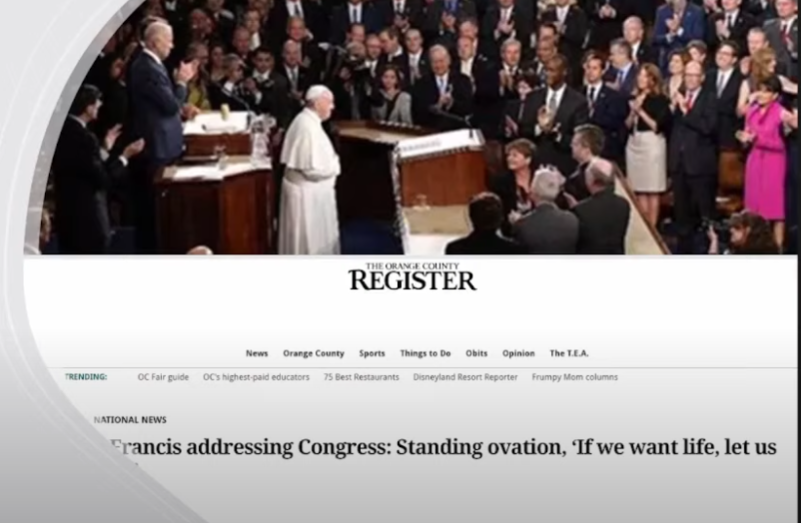 THE ORANGE COUNTY
REGISTER
News Orange County Sports Things to Do Obits Opinion The T.E.A.
TRENDING: OC Fair guide OC's highest-paid educators 75 Best Restaurants Disneyland Resort Reporter Frumpy Mom columns
NATIONAL NEWS
Francis addressing Congress: Standing ovation, ‘If we want life, let us